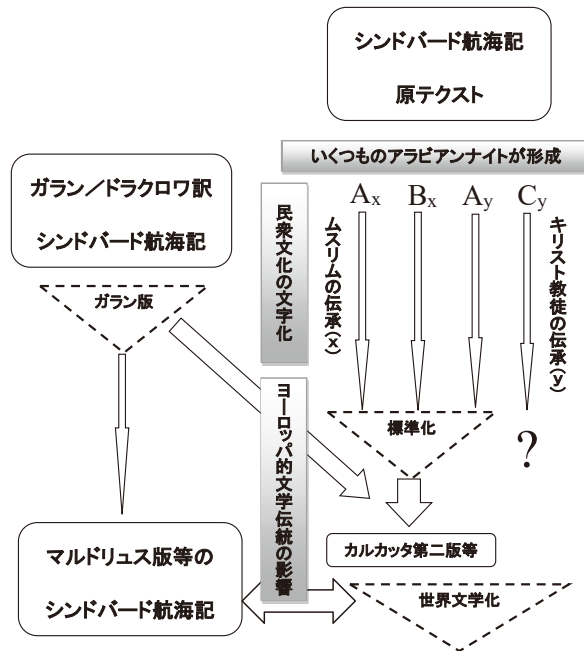 シンドバード航海記
原テクスト
いくつものアラビアンナイトが形成
ガラン／ドラクロワ訳
シンドバード航海記
ガラン版
民衆文化の文字化
Ax Bx Ay Cy
ムスリムの伝承(x)
キリスト教徒の伝承(y)
標準化
?
ヨーロッパ的文学伝統の影響
マルドリュス版等の
シンドバード航海記
カルカッタ第二版等
世界文学化